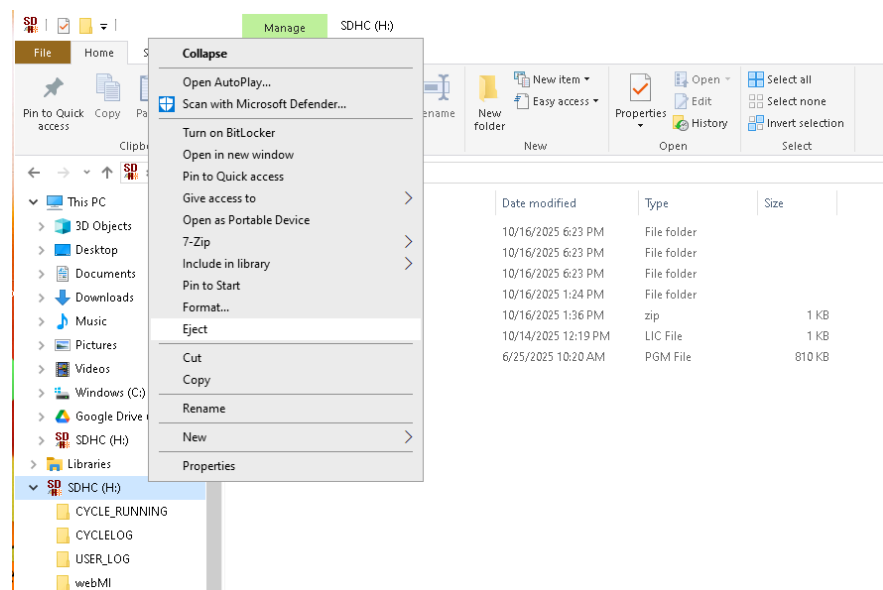 SDHC (H:)
Manage
File
Home
S
Collapse
Open AutoPlay...
Scan with Microsoft Defender...
Turn on BitLocker
Open in new window
Pin to Quick access
Give access to
Open as Portable Device
7-Zip
Include in library
Pin to Start
Format...
Eject
Cut
Copy
Rename
New
Properties
Pin to Quick access
Copy
Pa
Clipb
ename
New folder
New item
Easy access
New
Properties
Open
Edit
History
Open
Select all
Select none
Invert selection
Select
This PC
3D Objects
Desktop
Documents
Downloads
Music
Pictures
Videos
Windows (C:)
Google Drive
SDHC (H:)
Libraries
SDHC (H:)
CYCLE_RUNNING
CYCLELOG
USER_LOG
webMI
Date modified Type Size
10/16/2025 6:23 PM File folder
10/16/2025 6:23 PM File folder
10/16/2025 6:23 PM File folder
10/16/2025 1:24 PM File folder
10/16/2025 1:36 PM zip 1 KB
10/14/2025 12:19 PM LIC File 1 KB
6/25/2025 10:20 AM PGM File 810 KB